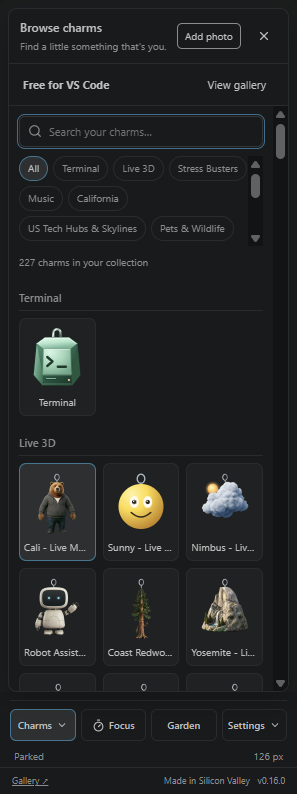 Browse charms
Find a little something that's you.
Add photo
Free for VS Code
View gallery
Search your charms...
All
Terminal
Live 3D
Stress Busters
Music
California
US Tech Hubs & Skylines
Pets & Wildlife
227 charms in your collection
Terminal
>_
Terminal
Live 3D
Cali - Live M...
Sunny - Live ...
Nimbus - Liv...
Robot Assist...
Coast Redwo...
Yosemite - Li...
Charms
Focus
Garden
Settings
Parked
126 px
Gallery ↗
Made in Silicon Valley
v0.16.0